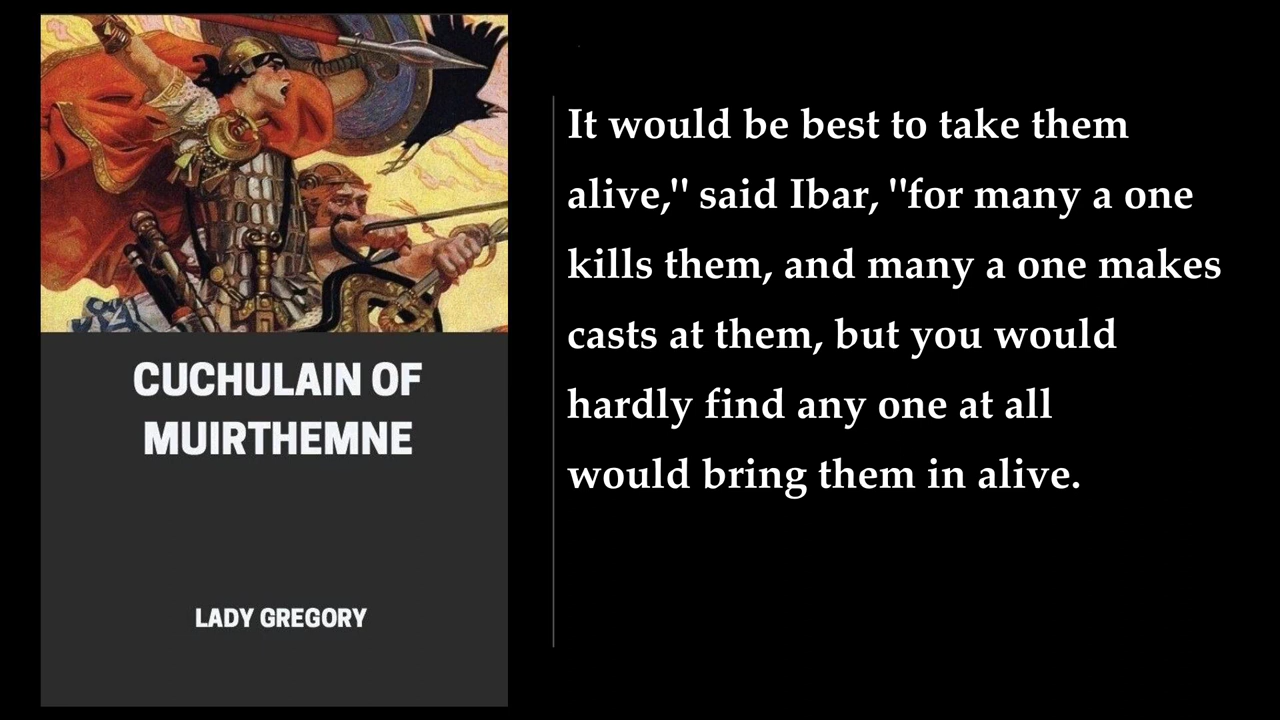 CUCHULAIN OF
MUIRTHEMNE
LADY GREGORY
It would be best to take them
alive," said Ibar, "for many a one
kills them, and many a one makes
casts at them, but you would
hardly find any one at all
would bring them in alive.